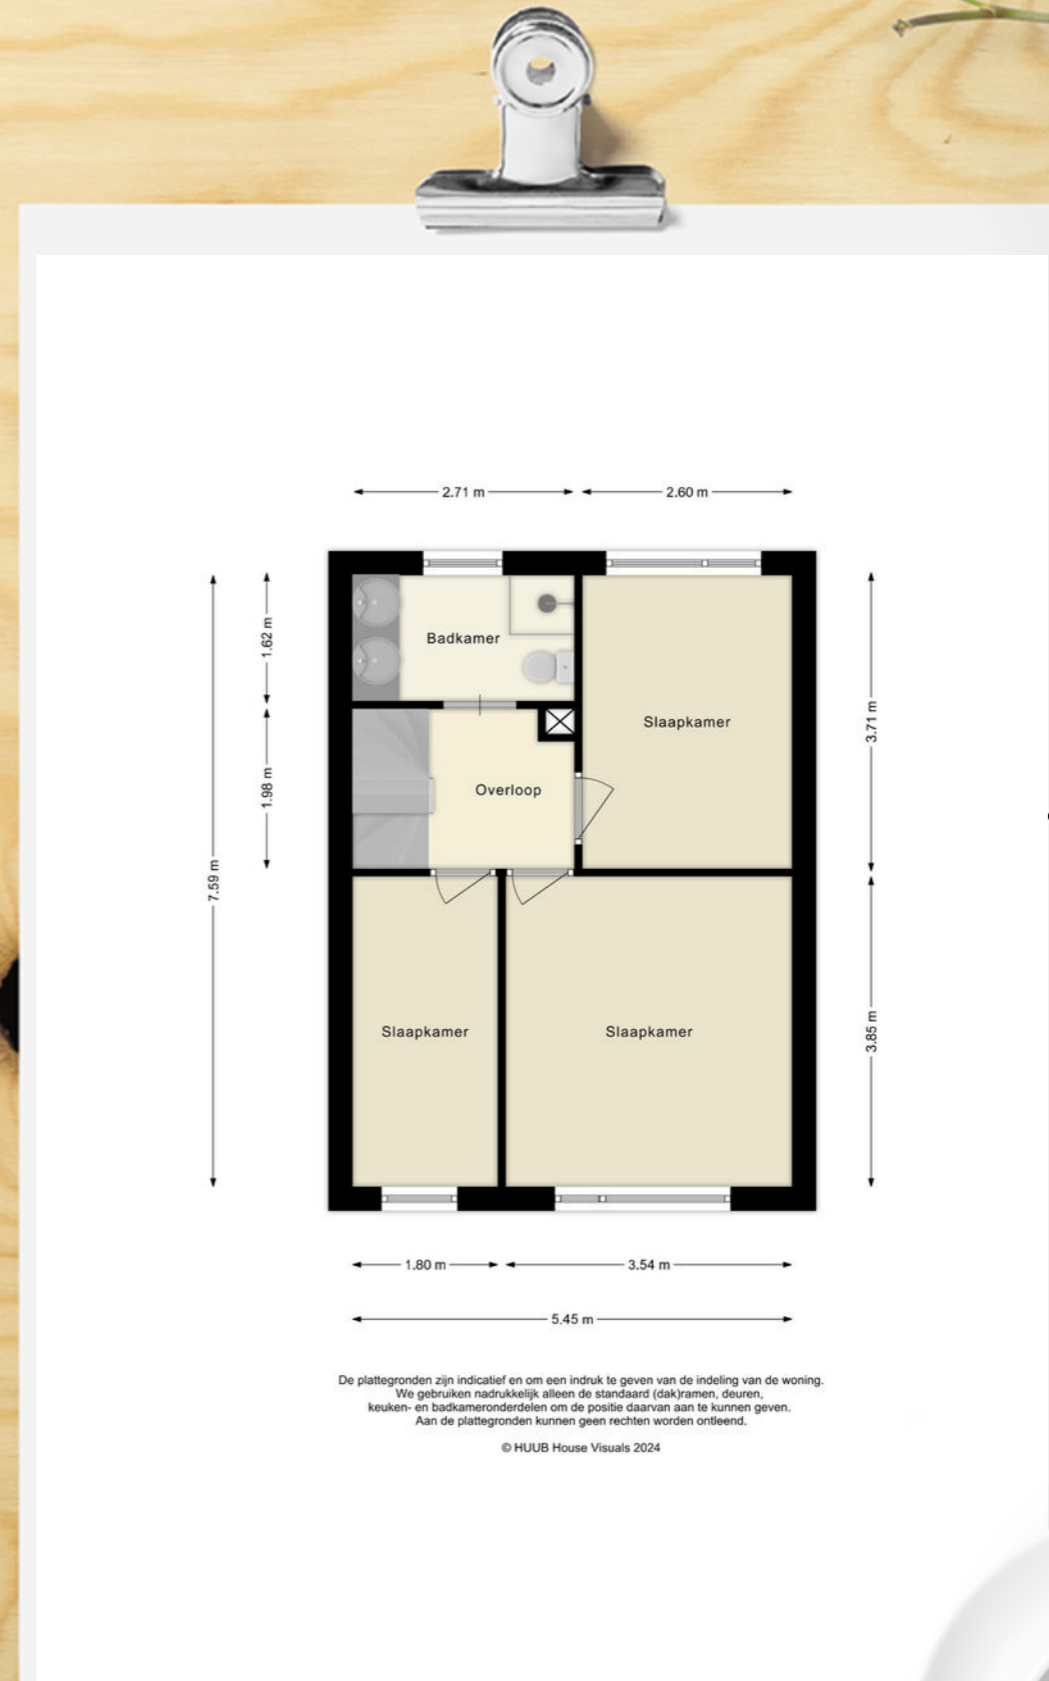 2.71 m
2.60 m
1.62 m
Badkamer
Slaapkamer
3.71 m
1.98 m
Overloop
7.59 m
Slaapkamer
Slaapkamer
3.85 m
1.80 m
3.54 m
5.45 m
De plattegronden zijn indicatief en om een indruk te geven van de indeling van de woning.
We gebruiken nadrukkelijk alleen de standaard (dak)ramen, deuren,
keuken- en badkameronderdelen om de positie daarvan aan te kunnen geven.
Aan de plattegronden kunnen geen rechten worden ontleend.
© HUUB House Visuals 2024